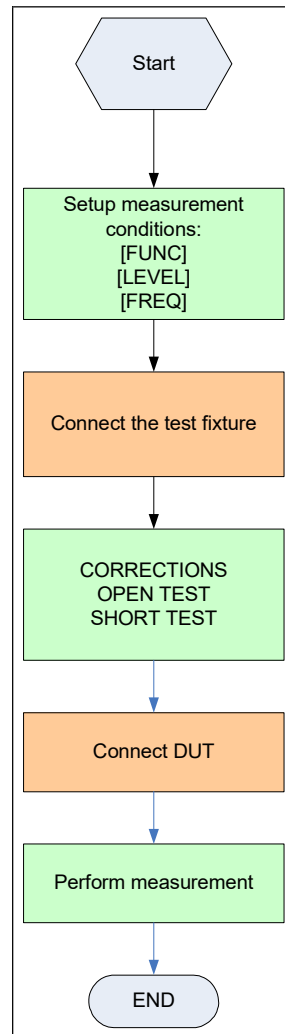 Start
Setup measurement
conditions:
[FUNC]
[LEVEL]
[FREQ]
Connect the test fixture
CORRECTIONS
OPEN TEST
SHORT TEST
Connect DUT
Perform measurement
END